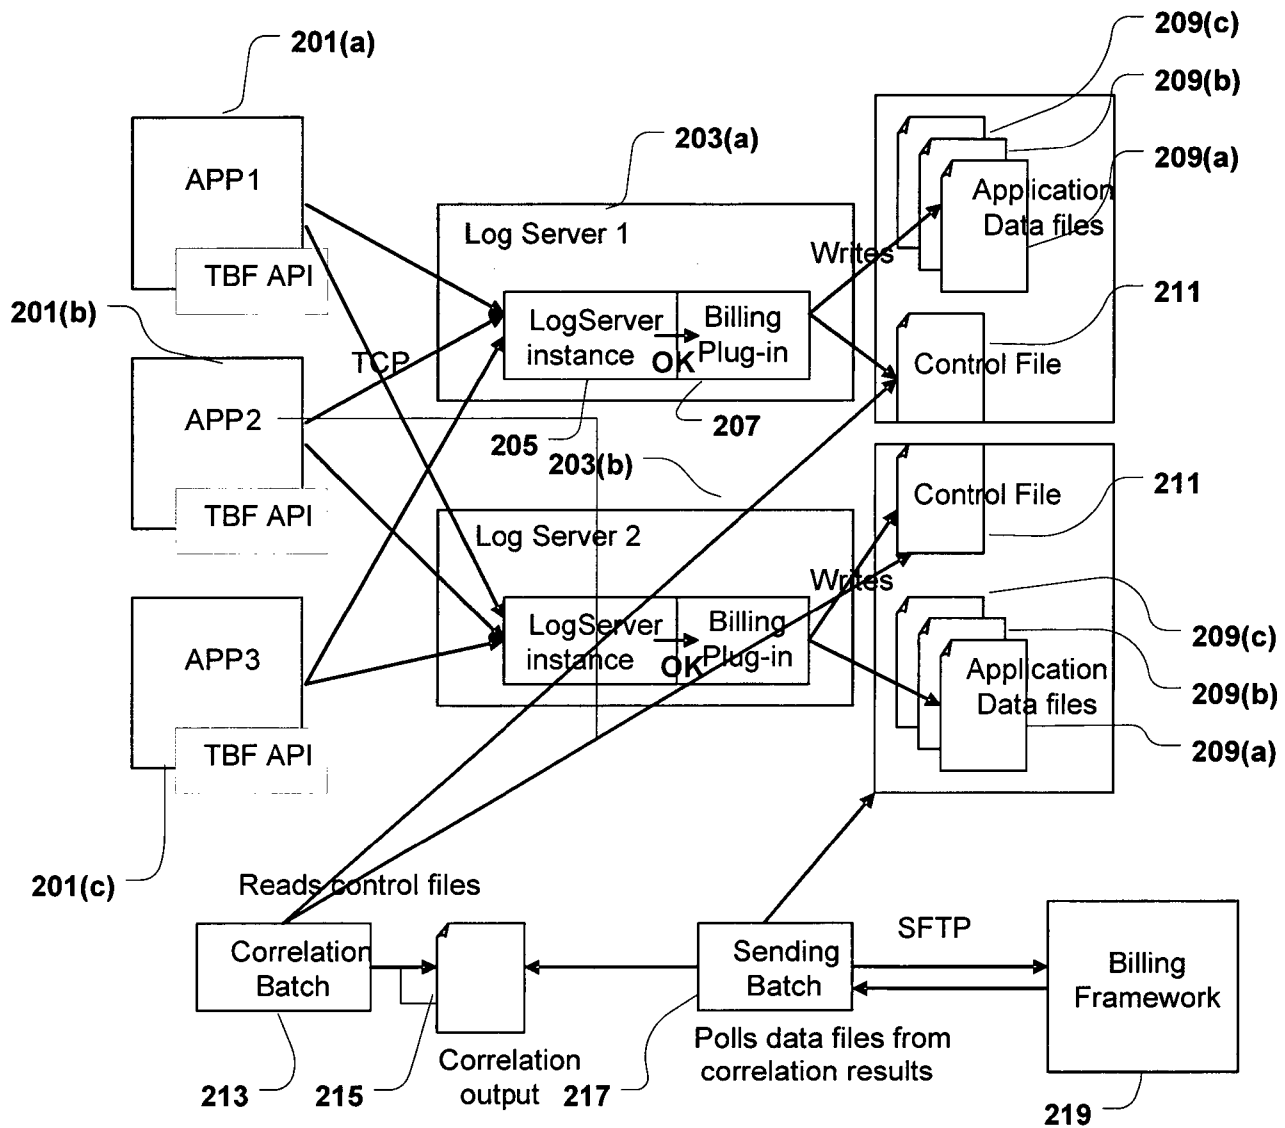 201(a)
209(c)
209(b)
209(a)
203(a)
APP1
TBF API
Log Server 1
LogServer
instance
OK
Billing
Plug-in
Writes
Application
Data files
211
Control File
201(b)
TCP
APP2
TBF API
205
207
203(b)
Control File
211
Log Server 2
LogServer
instance
OK
Billing
Plug-in
Writes
209(c)
209(b)
209(a)
Application
Data files
APP3
TBF API
201(c)
Reads control files
Correlation
Batch
213
215
Correlation
output
Sending
Batch
217
Polls data files from
correlation results
SFTP
Billing
Framework
219